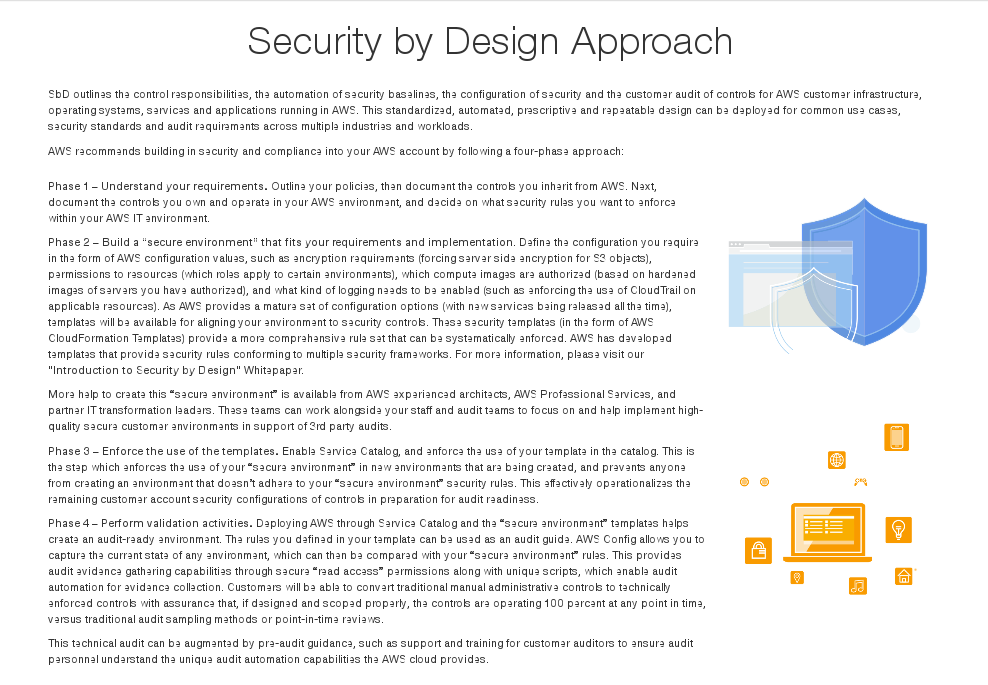 Security by Design Approach
SbD outlines the control responsibilities, the automation of security baselines, the configuration of security and the customer audit of controls for AWS customer infrastructure,
operating systems, services and applications running in AWS. This standardized, automated, prescriptive and repeatable design can be deployed for common use cases,
security standards and audit requirements across multiple industries and workloads.
AWS recommends building in security and compliance into your AWS account by following a four-phase approach:
Phase 1 – Understand your requirements. Outline your policies, then document the controls you inherit from AWS. Next,
document the controls you own and operate in your AWS environment, and decide on what security rules you want to enforce
within your AWS IT environment.
Phase 2 – Build a “secure environment” that fits your requirements and implementation. Define the configuration you require
in the form of AWS configuration values, such as encryption requirements (forcing server side encryption for S3 objects),
permissions to resources (which roles apply to certain environments), which compute images are authorized (based on hardened
images of servers you have authorized), and what kind of logging needs to be enabled (such as enforcing the use of CloudTrail on
applicable resources). As AWS provides a mature set of configuration options (with new services being released all the time),
templates will be available for aligning your environment to security controls. These security templates (in the form of AWS
CloudFormation Templates) provide a more comprehensive rule set that can be systematically enforced. AWS has developed
templates that provide security rules conforming to multiple security frameworks. For more information, please visit our
"Introduction to Security by Design" Whitepaper.
More help to create this “secure environment” is available from AWS experienced architects, AWS Professional Services, and
partner IT transformation leaders. These teams can work alongside your staff and audit teams to focus on and help implement high-
quality secure customer environments in support of 3rd party audits.
Phase 3 – Enforce the use of the templates. Enable Service Catalog, and enforce the use of your template in the catalog. This is
the step which enforces the use of your “secure environment” in new environments that are being created, and prevents anyone
from creating an environment that doesn’t adhere to your “secure environment” security rules. This effectively operationalizes the
remaining customer account security configurations of controls in preparation for audit readiness.
Phase 4 – Perform validation activities. Deploying AWS through Service Catalog and the “secure environment” templates helps
create an audit-ready environment. The rules you defined in your template can be used as an audit guide. AWS Config allows you to
capture the current state of any environment, which can then be compared with your “secure environment” rules. This provides
audit evidence gathering capabilities through secure “read access” permissions along with unique scripts, which enable audit
automation for evidence collection. Customers will be able to convert traditional manual administrative controls to technically
enforced controls with assurance that, if designed and scoped properly, the controls are operating 100 percent at any point in time,
versus traditional audit sampling methods or point-in-time reviews.
This technical audit can be augmented by pre-audit guidance, such as support and training for customer auditors to ensure audit
personnel understand the unique audit automation capabilities the AWS cloud provides.